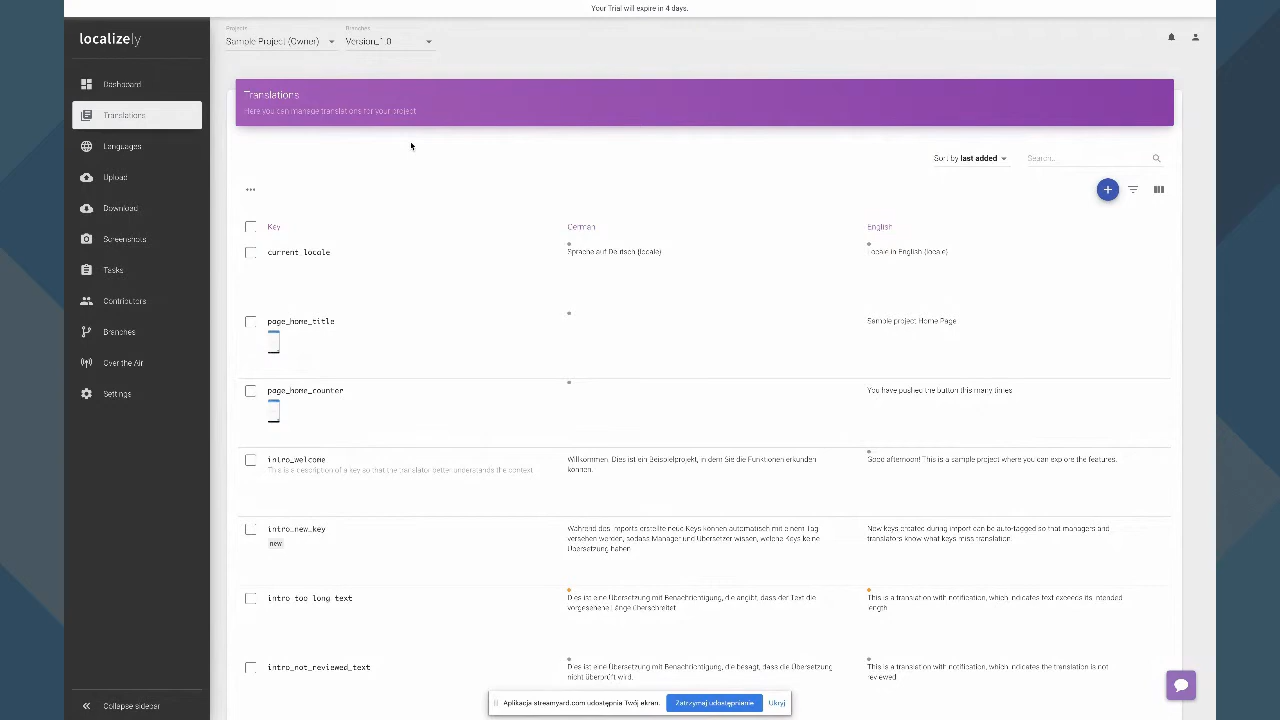 Your Trial will expire in 4 days.
localizely
Projects
Branches
Sample Project (Owner)
Version_1.0
Dashboard
Translations
Languages
Upload
Download
Screenshots
Tasks
Contributors
Branches
Over the Air
Settings
Collapse sidebar
Translations
Here you can manage translations for your project
Sort by last added
Search...
Key
German
English
current_locale
Sprache auf Deutsch {locale}
Locale in English {locale}
page_home_title
Sample project Home Page
page_home_counter
You have pushed the button this many times
intro_welcome
This is a description of a key so that the translator better understands the context
Willkommen. Dies ist ein Beispielprojekt, in dem Sie die Funktionen erkunden
können.
Good afternoon! This is a sample project where you can explore the features.
intro_new_key
new
Während des Imports erstellte neue Keys können automatisch mit einem Tag
versehen werden, sodass Manager und Übersetzer wissen, welche Keys keine
Übersetzung haben
New keys created during import can be auto-tagged so that managers and
translators know what keys miss translation.
intro_too_long_text
Dies ist eine Übersetzung mit Benachrichtigung, die angibt, dass der Text die
vorgesehene Länge überschreitet
This is a translation with notification, which indicates text exceeds its intended
length.
intro_not_reviewed_text
Dies ist eine Übersetzung mit Benachrichtigung, die besagt, dass die Übersetzung
nicht überprüft wird.
This is a translation with notification, which indicates the translation is not
reviewed
Aplikacja streamyard.com udostępnia Twój ekran.
Zatrzymaj udostępnianie
Ukryj